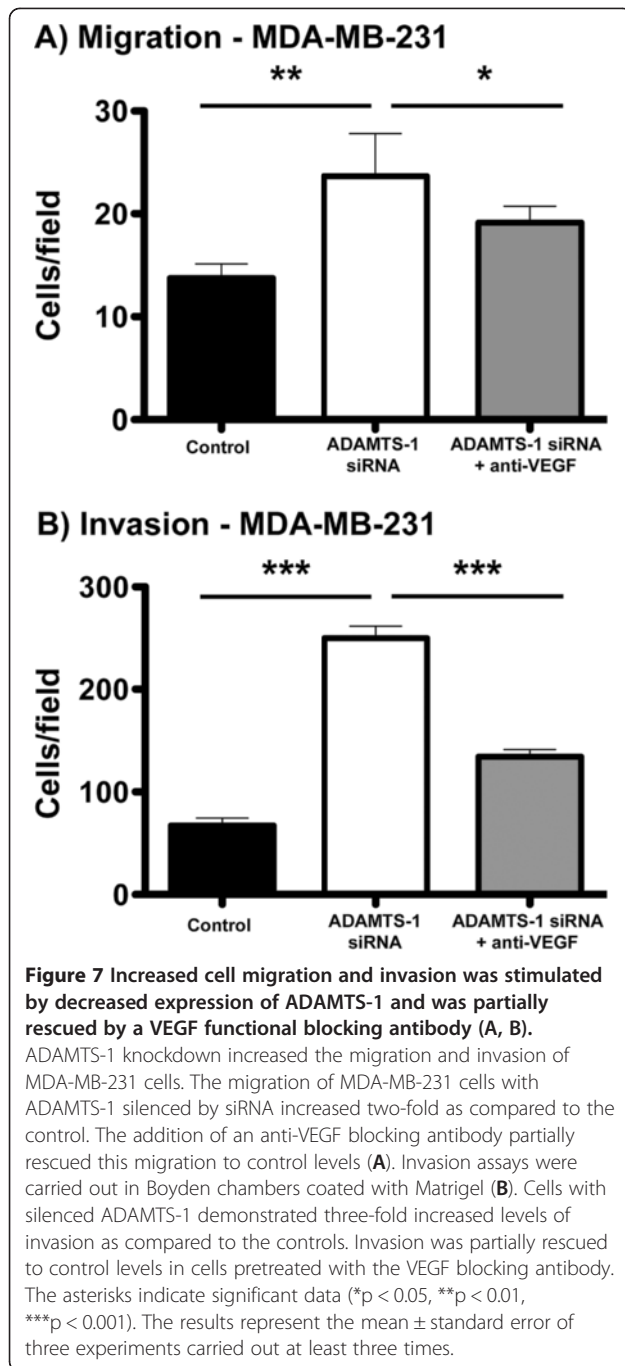 A) Migration - MDA-MB-231
** *
30
20
10
0
Cells/field
Control
ADAMTS-1
siRNA
ADAMTS-1 siRNA
+ anti-VEGF
B) Invasion - MDA-MB-231
*** ***
300
200
100
0
Cells/field
Control
ADAMTS-1
siRNA
ADAMTS-1 siRNA
+ anti-VEGF
Figure 7 Increased cell migration and invasion was stimulated
by decreased expression of ADAMTS-1 and was partially
rescued by a VEGF functional blocking antibody (A, B).
ADAMTS-1 knockdown increased the migration and invasion of
MDA-MB-231 cells. The migration of MDA-MB-231 cells with
ADAMTS-1 silenced by siRNA increased two-fold as compared to the
control. The addition of an anti-VEGF blocking antibody partially
rescued this migration to control levels (A). Invasion assays were
carried out in Boyden chambers coated with Matrigel (B). Cells with
silenced ADAMTS-1 demonstrated three-fold increased levels of
invasion as compared to the controls. Invasion was partially rescued
to control levels in cells pretreated with the VEGF blocking antibody.
The asterisks indicate significant data (*p < 0.05, **p < 0.01,
***p < 0.001). The results represent the mean ± standard error of
three experiments carried out at least three times.